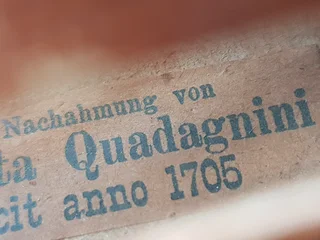 Nachahmung von
ta Quadagnini
cit anno 1705